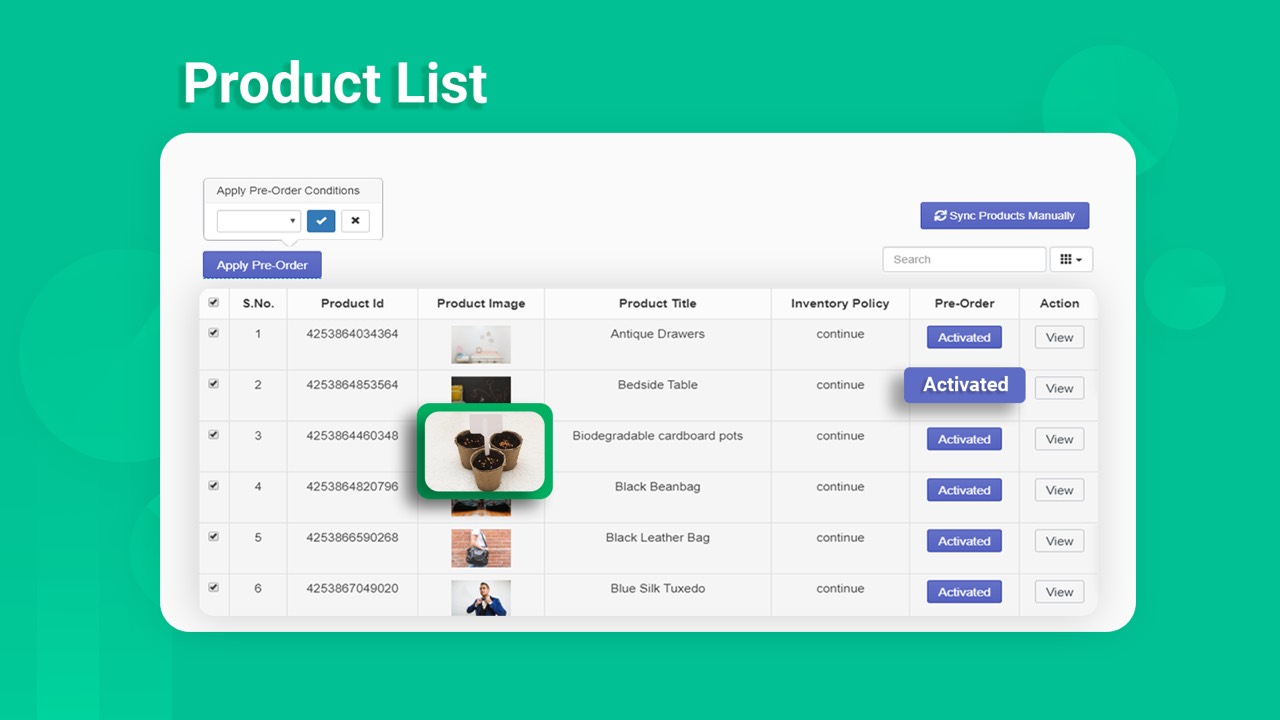 Product List
Apply Pre-Order Conditions
Sync Products Manually
Apply Pre-Order
Search
S.No. Product Id Product Image Product Title Inventory Policy Pre-Order Action
1 4253864034364 Antique Drawers continue Activated View
2 4253864853564 Bedside Table continue Activated View
3 4253864460348 Biodegradable cardboard pots continue Activated View
4 4253864820796 Black Beanbag continue Activated View
5 4253866590268 Black Leather Bag continue Activated View
6 4253867049020 Blue Silk Tuxedo continue Activated View